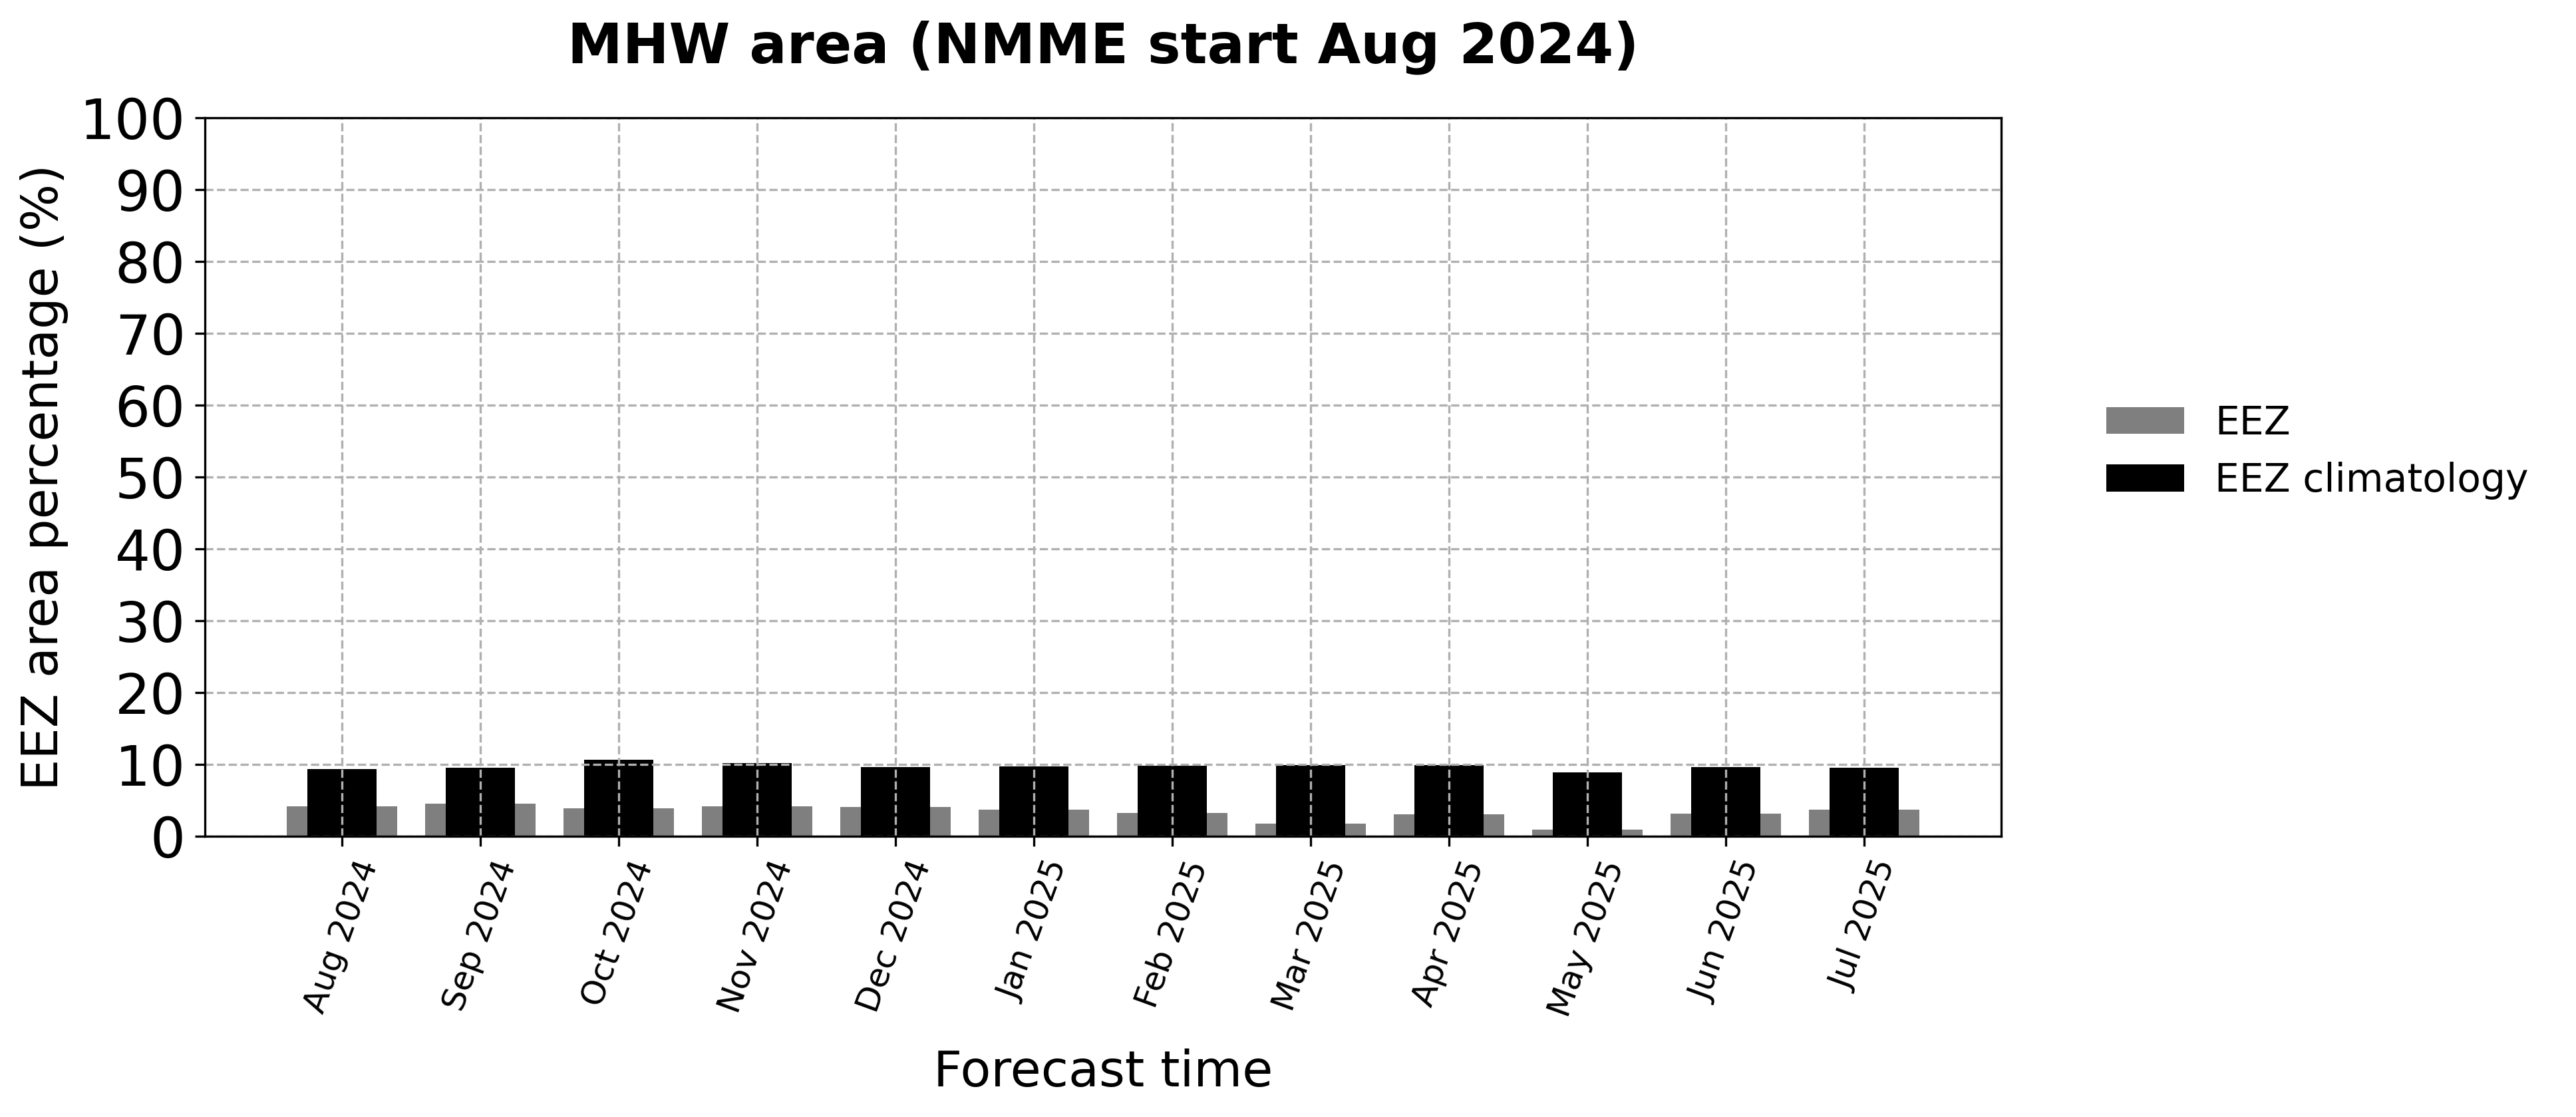 MHW area (NMME start Aug 2024)
EEZ area percentage (%)
100
90
80
70
60
50
40
30
20
10
0
EEZ
EEZ climatology
Aug 2024
Sep 2024
Oct 2024
Nov 2024
Dec 2024
Jan 2025
Feb 2025
Mar 2025
Apr 2025
May 2025
Jun 2025
Jul 2025
Forecast time